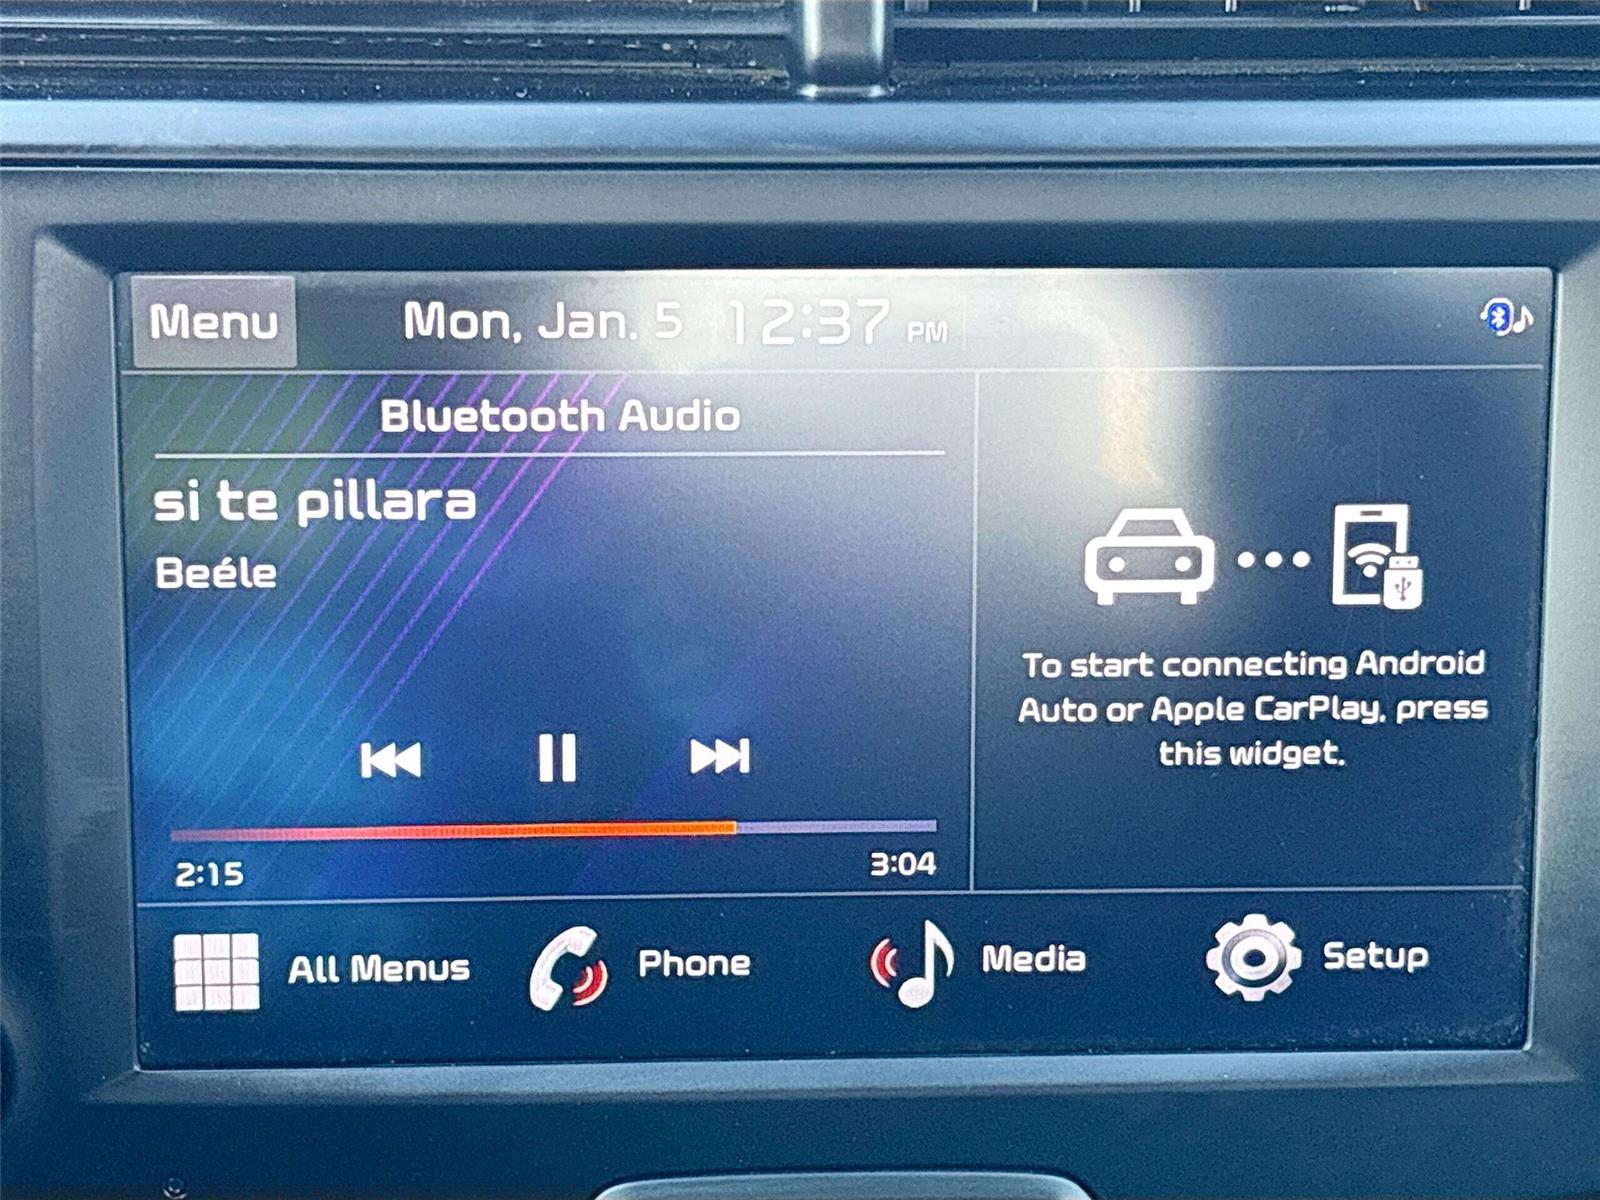 Menu
Mon, Jan. 5 12:37 PM
Bluetooth Audio
si te pillara
Beéle
2:15
3:04
To start connecting Android
Auto or Apple CarPlay, press
this widget.
All Menus
Phone
Media
Setup